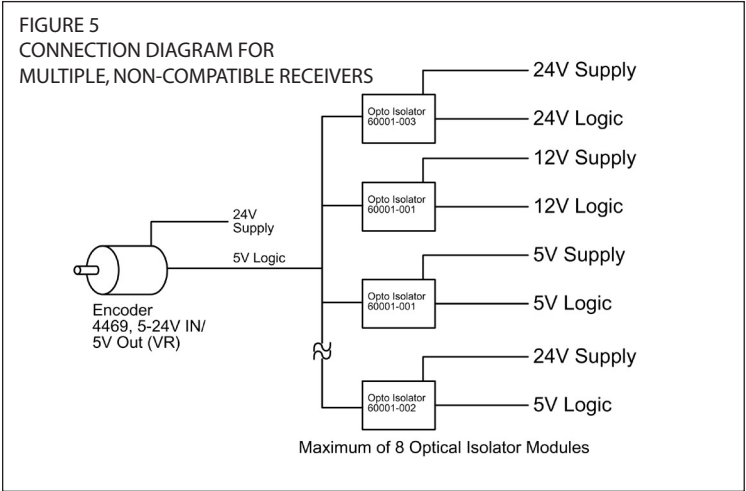 FIGURE 5
CONNECTION DIAGRAM FOR
MULTIPLE, NON-COMPATIBLE RECEIVERS
24V Supply
Opto Isolator
60001-003
24V Logic
12V Supply
Opto Isolator
60001-001
12V Logic
24V
Supply
5V Logic
5V Supply
Opto Isolator
60001-001
5V Logic
Encoder
4469, 5-24V IN/
5V Out (VR)
24V Supply
Opto Isolator
60001-002
5V Logic
Maximum of 8 Optical Isolator Modules